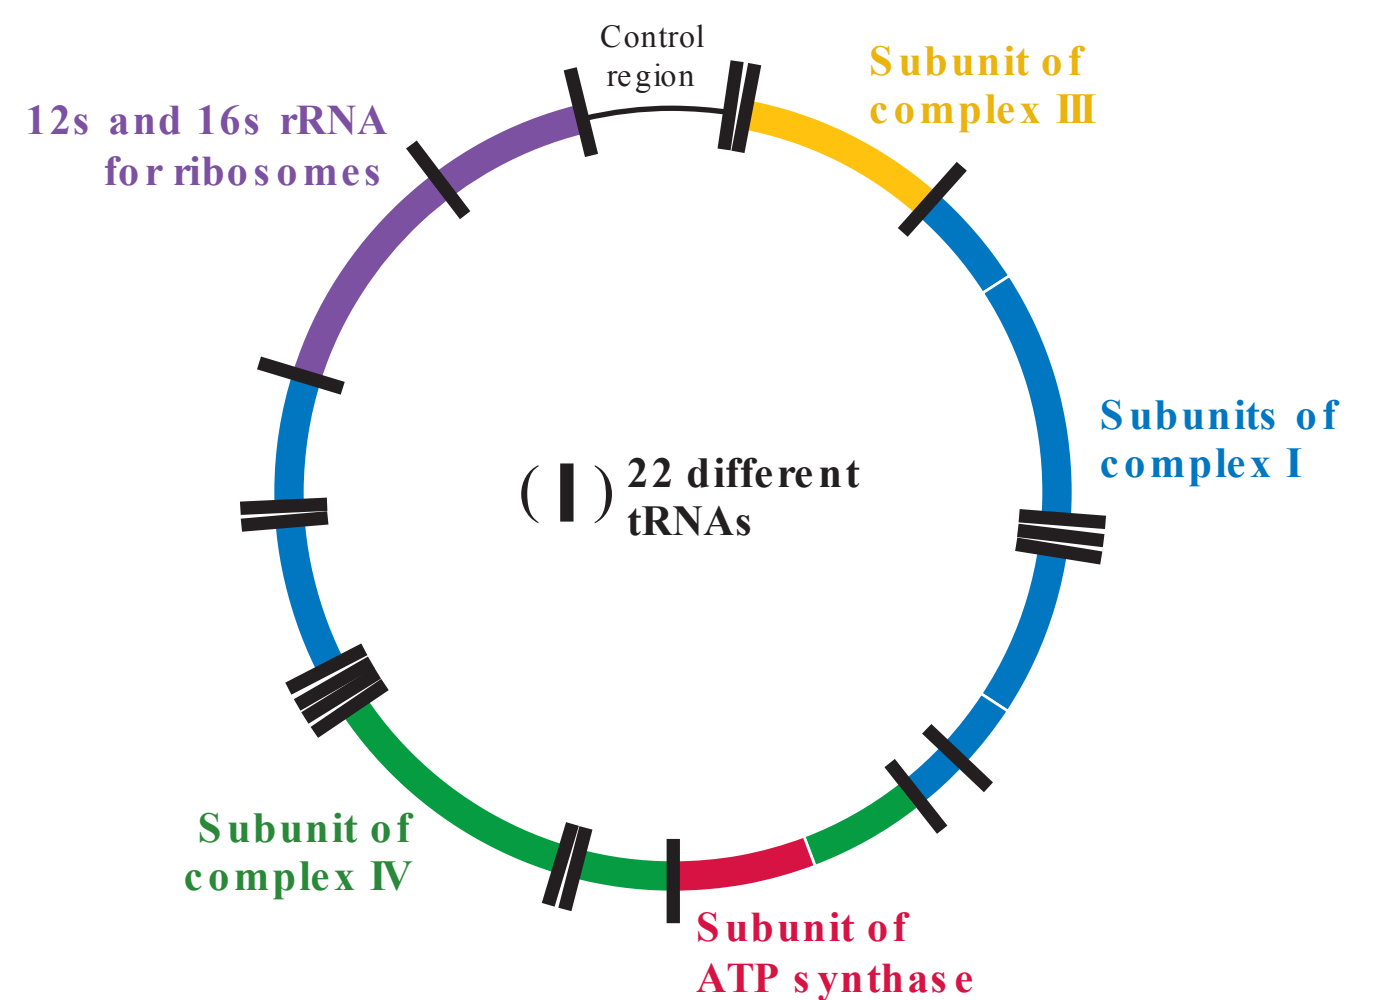 Control
region
Subunit of
complex III
12s and 16s rRNA
for ribosomes
Subunits of
complex I
( ) 22 different
tRNAs
Subunit of
complex IV
Subunit of
ATP synthase